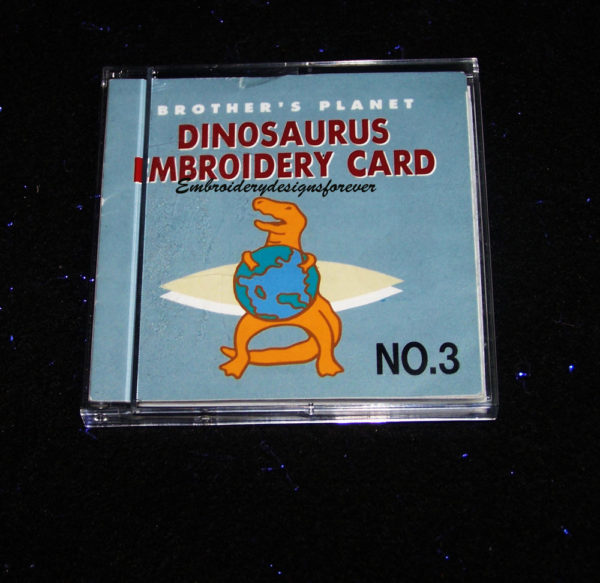 BROTHER'S PLANET
DINOSAURUS
EMBROIDERY CARD
Embroiderydesignsforever
NO.3